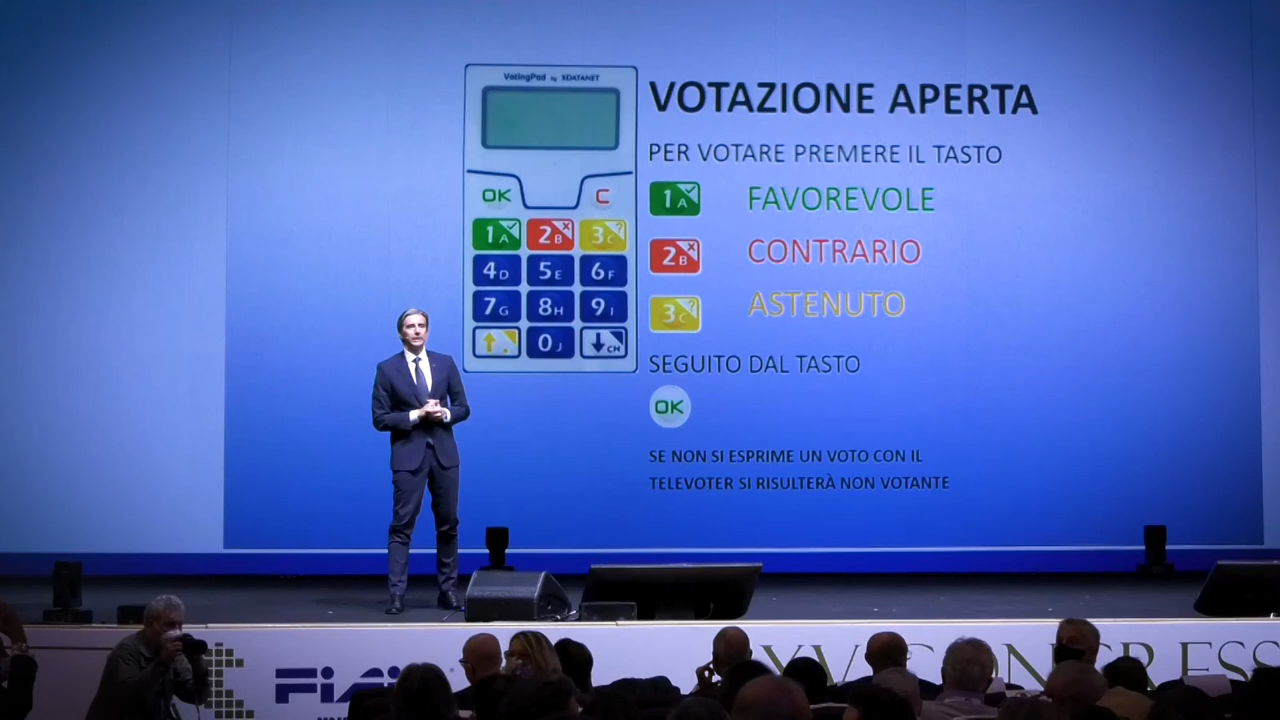 VotingPad by XDATANET
OK
C
1A
2B
3C
4D
5E
6F
7G
8H
9I
0J
CH
VOTAZIONE APERTA
PER VOTARE PREMERE IL TASTO
1A FAVOREVOLE
2B CONTRARIO
3C ASTENUTO
SEGUITO DAL TASTO
OK
SE NON SI ESPRIME UN VOTO CON IL
TELEVOTER SI RISULTERÀ NON VOTANTE